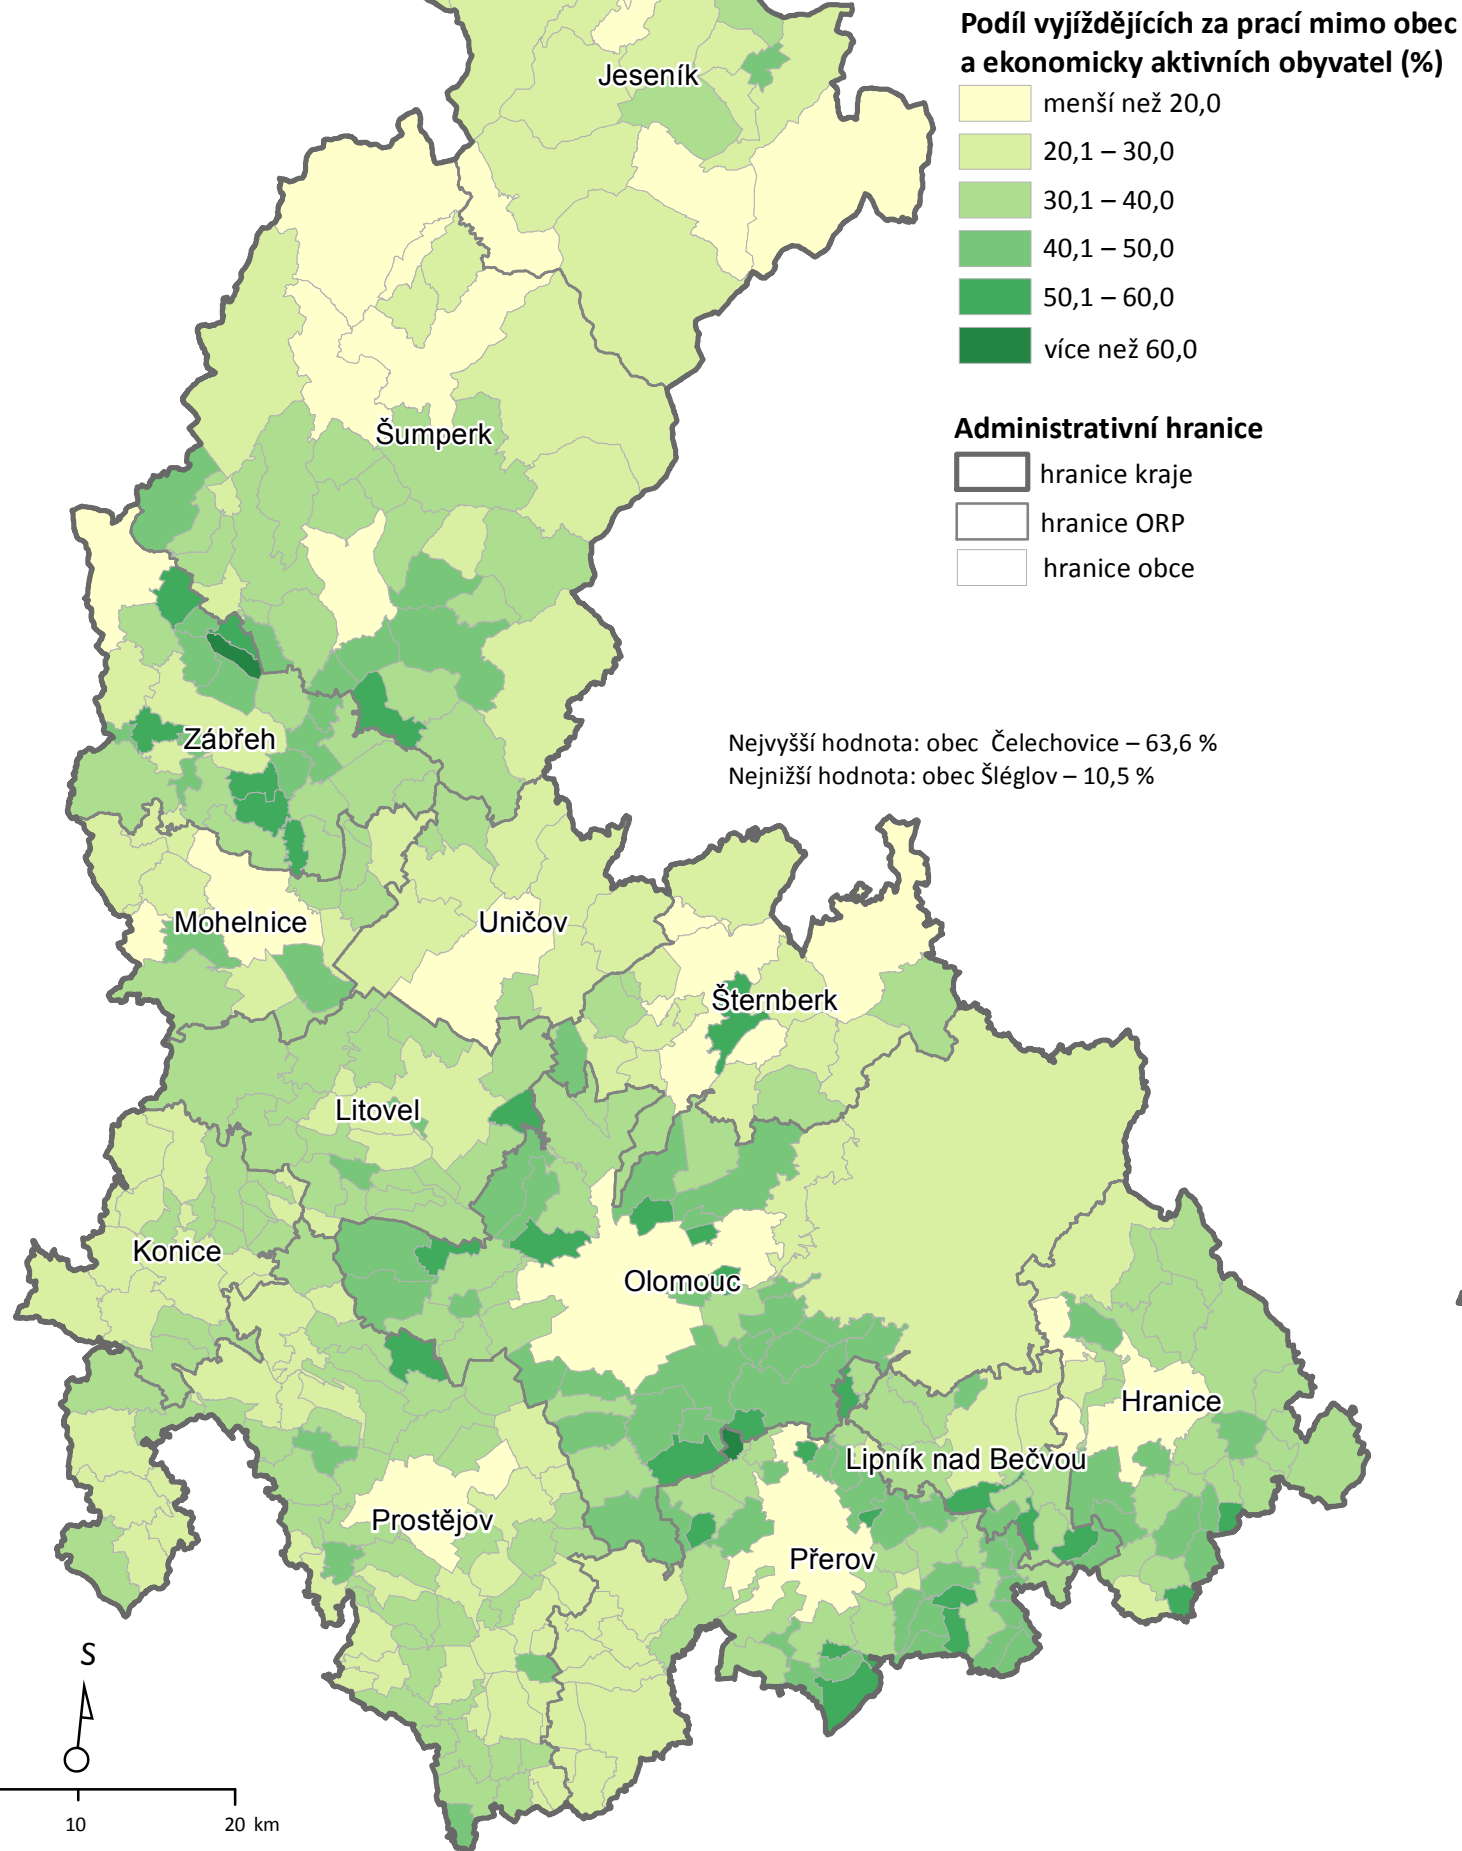 Podíl vyjíždějících za prací mimo obec
a ekonomicky aktivních obyvatel (%)
menší než 20,0
20,1 – 30,0
30,1 – 40,0
40,1 – 50,0
50,1 – 60,0
více než 60,0
Administrativní hranice
hranice kraje
hranice ORP
hranice obce
Nejvyšší hodnota: obec Čelechovice – 63,6 %
Nejnižší hodnota: obec Šléglov – 10,5 %
Jeseník
Šumperk
Zábřeh
Mohelnice
Uničov
Šternberk
Litovel
Konice
Olomouc
Hranice
Lipník nad Bečvou
Prostějov
Přerov
S
10 20 km